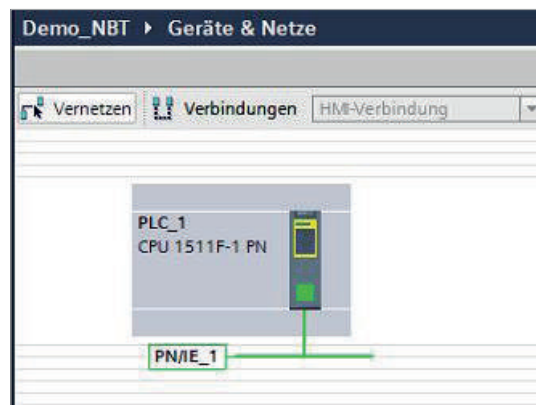 Demo_NBT ▸ Geräte & Netze
Vernetzen Verbindungen HMI-Verbindung
PLC_1
CPU 1511F-1 PN
PN/IE_1